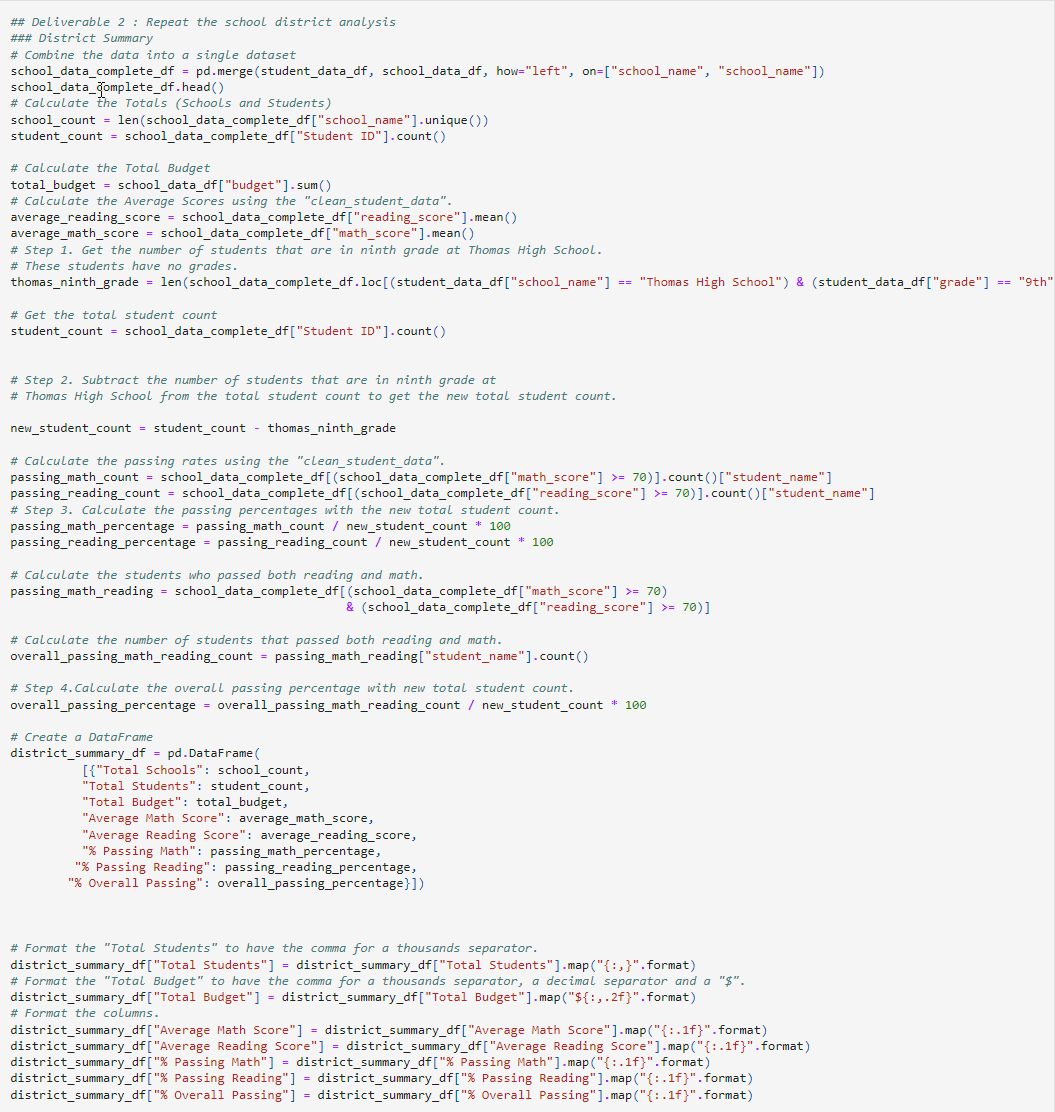 ## Deliverable 2 : Repeat the school district analysis
### District Summary
# Combine the data into a single dataset
school_data_complete_df = pd.merge(student_data_df, school_data_df, how="left", on=["school_name", "school_name"])
school_data_complete_df.head()
# Calculate the Totals (Schools and Students)
school_count = len(school_data_complete_df["school_name"].unique())
student_count = school_data_complete_df["Student ID"].count()
# Calculate the Total Budget
total_budget = school_data_df["budget"].sum()
# Calculate the Average Scores using the "clean_student_data".
average_reading_score = school_data_complete_df["reading_score"].mean()
average_math_score = school_data_complete_df["math_score"].mean()
# Step 1. Get the number of students that are in ninth grade at Thomas High School.
# These students have no grades.
thomas_ninth_grade = len(school_data_complete_df.loc[(student_data_df["school_name"] == "Thomas High School") & (student_data_df["grade"] == "9th"
# Get the total student count
student_count = school_data_complete_df["Student ID"].count()
# Step 2. Subtract the number of students that are in ninth grade at
# Thomas High School from the total student count to get the new total student count.
new_student_count = student_count - thomas_ninth_grade
# Calculate the passing rates using the "clean_student_data".
passing_math_count = school_data_complete_df[(school_data_complete_df["math_score"] >= 70)].count()["student_name"]
passing_reading_count = school_data_complete_df[(school_data_complete_df["reading_score"] >= 70)].count()["student_name"]
# Step 3. Calculate the passing percentages with the new total student count.
passing_math_percentage = passing_math_count / new_student_count * 100
passing_reading_percentage = passing_reading_count / new_student_count * 100
# Calculate the students who passed both reading and math.
passing_math_reading = school_data_complete_df[(school_data_complete_df["math_score"] >= 70)
& (school_data_complete_df["reading_score"] >= 70)]
# Calculate the number of students that passed both reading and math.
overall_passing_math_reading_count = passing_math_reading["student_name"].count()
# Step 4.Calculate the overall passing percentage with new total student count.
overall_passing_percentage = overall_passing_math_reading_count / new_student_count * 100
# Create a DataFrame
district_summary_df = pd.DataFrame(
[{"Total Schools": school_count,
"Total Students": student_count,
"Total Budget": total_budget,
"Average Math Score": average_math_score,
"Average Reading Score": average_reading_score,
"% Passing Math": passing_math_percentage,
"% Passing Reading": passing_reading_percentage,
"% Overall Passing": overall_passing_percentage}])
# Format the "Total Students" to have the comma for a thousands separator.
district_summary_df["Total Students"] = district_summary_df["Total Students"].map("{:,}".format)
# Format the "Total Budget" to have the comma for a thousands separator, a decimal separator and a "$".
district_summary_df["Total Budget"] = district_summary_df["Total Budget"].map("${:,.2f}".format)
# Format the columns.
district_summary_df["Average Math Score"] = district_summary_df["Average Math Score"].map("{:.1f}".format)
district_summary_df["Average Reading Score"] = district_summary_df["Average Reading Score"].map("{:.1f}".format)
district_summary_df["% Passing Math"] = district_summary_df["% Passing Math"].map("{:.1f}".format)
district_summary_df["% Passing Reading"] = district_summary_df["% Passing Reading"].map("{:.1f}".format)
district_summary_df["% Overall Passing"] = district_summary_df["% Overall Passing"].map("{:.1f}".format)